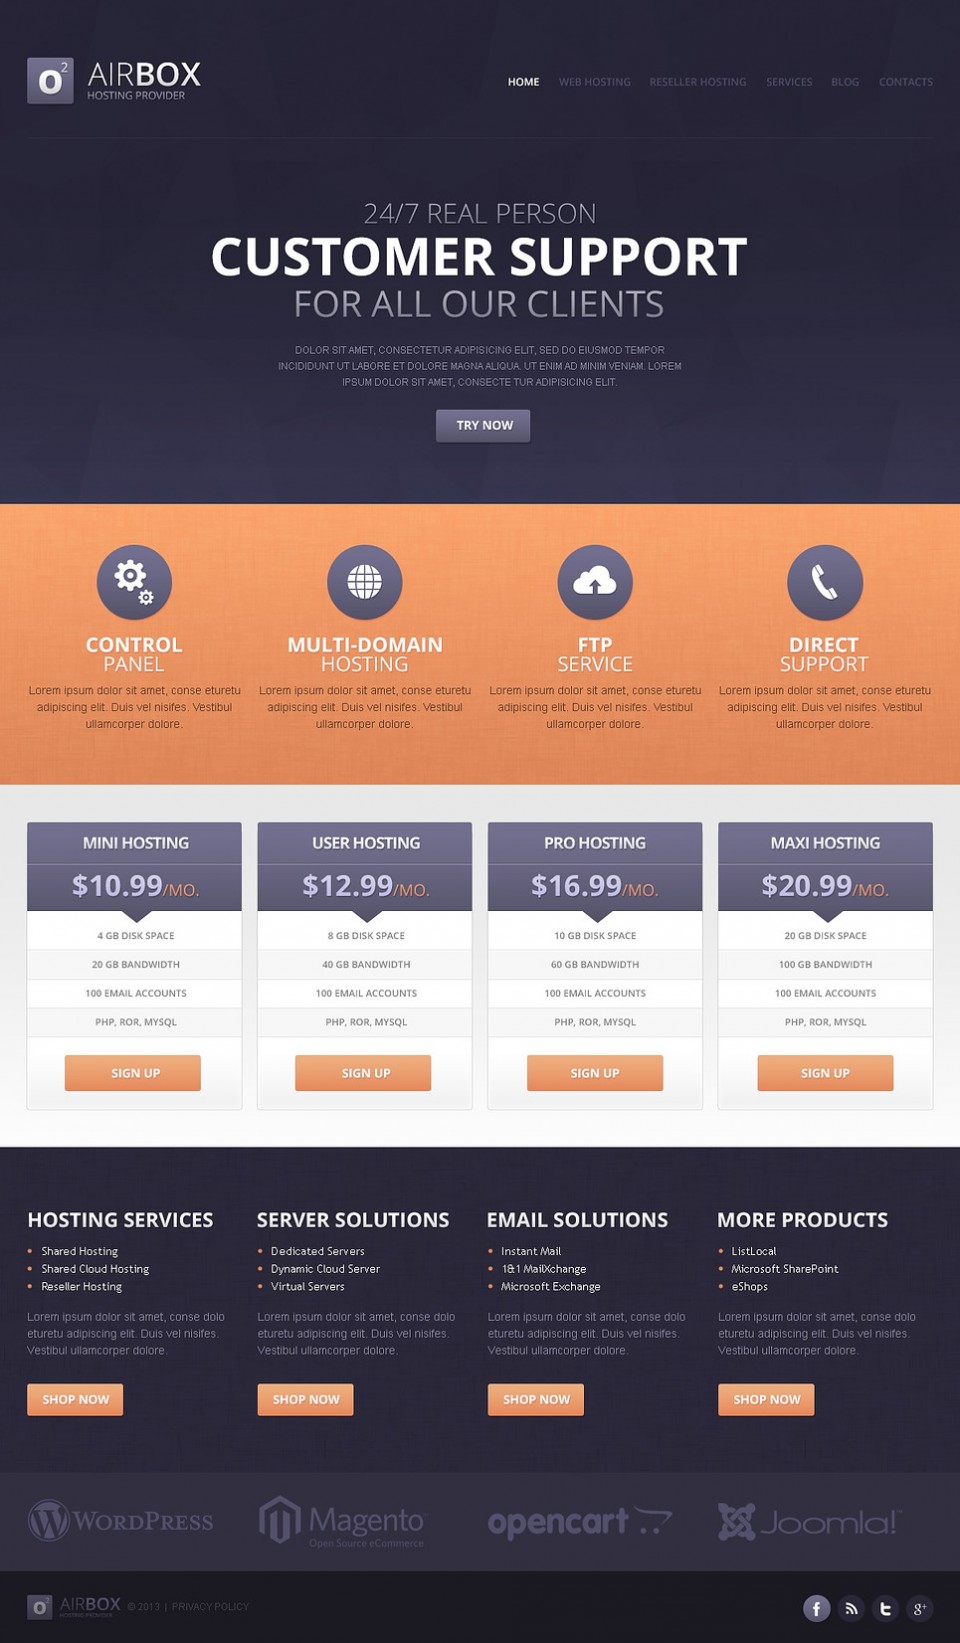 o2 AIRBOX
HOSTING PROVIDER
HOME WEB HOSTING RESELLER HOSTING SERVICES BLOG CONTACTS
24/7 REAL PERSON
CUSTOMER SUPPORT
FOR ALL OUR CLIENTS
DOLOR SIT AMET, CONSECTETUR ADIPISICING ELIT, SED DO EIUSMOD TEMPOR
INCIDIDUNT UT LABORE ET DOLORE MAGNA ALIQUA. UT ENIM AD MINIM VENIAM. LOREM
IPSUM DOLOR SIT AMET, CONSECTE TUR ADIPISICING ELIT.
TRY NOW
CONTROL
PANEL
Lorem ipsum dolor sit amet, conse eturetu
adipiscing elit. Duis vel nisifes. Vestibul
ullamcorper dolore.
MULTI-DOMAIN
HOSTING
Lorem ipsum dolor sit amet, conse eturetu
adipiscing elit. Duis vel nisifes. Vestibul
ullamcorper dolore.
FTP
SERVICE
Lorem ipsum dolor sit amet, conse eturetu
adipiscing elit. Duis vel nisifes. Vestibul
ullamcorper dolore.
DIRECT
SUPPORT
Lorem ipsum dolor sit amet, conse eturetu
adipiscing elit. Duis vel nisifes. Vestibul
ullamcorper dolore.
MINI HOSTING
$10.99/MO.
4 GB DISK SPACE
20 GB BANDWIDTH
100 EMAIL ACCOUNTS
PHP, ROR, MYSQL
SIGN UP
USER HOSTING
$12.99/MO.
8 GB DISK SPACE
40 GB BANDWIDTH
100 EMAIL ACCOUNTS
PHP, ROR, MYSQL
SIGN UP
PRO HOSTING
$16.99/MO.
10 GB DISK SPACE
60 GB BANDWIDTH
100 EMAIL ACCOUNTS
PHP, ROR, MYSQL
SIGN UP
MAXI HOSTING
$20.99/MO.
20 GB DISK SPACE
100 GB BANDWIDTH
100 EMAIL ACCOUNTS
PHP, ROR, MYSQL
SIGN UP
HOSTING SERVICES
• Shared Hosting
• Shared Cloud Hosting
• Reseller Hosting
Lorem ipsum dolor sit amet, conse dolo
eturetu adipiscing elit. Duis vel nisifes.
Vestibul ullamcorper dolore.
SHOP NOW
SERVER SOLUTIONS
• Dedicated Servers
• Dynamic Cloud Server
• Virtual Servers
Lorem ipsum dolor sit amet, conse dolo
eturetu adipiscing elit. Duis vel nisifes.
Vestibul ullamcorper dolore.
SHOP NOW
EMAIL SOLUTIONS
• Instant Mail
• 1&1 MailXchange
• Microsoft Exchange
Lorem ipsum dolor sit amet, conse dolo
eturetu adipiscing elit. Duis vel nisifes.
Vestibul ullamcorper dolore.
SHOP NOW
MORE PRODUCTS
• ListLocal
• Microsoft SharePoint
• eShops
Lorem ipsum dolor sit amet, conse dolo
eturetu adipiscing elit. Duis vel nisifes.
Vestibul ullamcorper dolore.
SHOP NOW
WORDPRESS
Magento
Open Source eCommerce
opencart
Joomla!™
o2 AIRBOX © 2013 | PRIVACY POLICY
HOSTING PROVIDER
f t g+